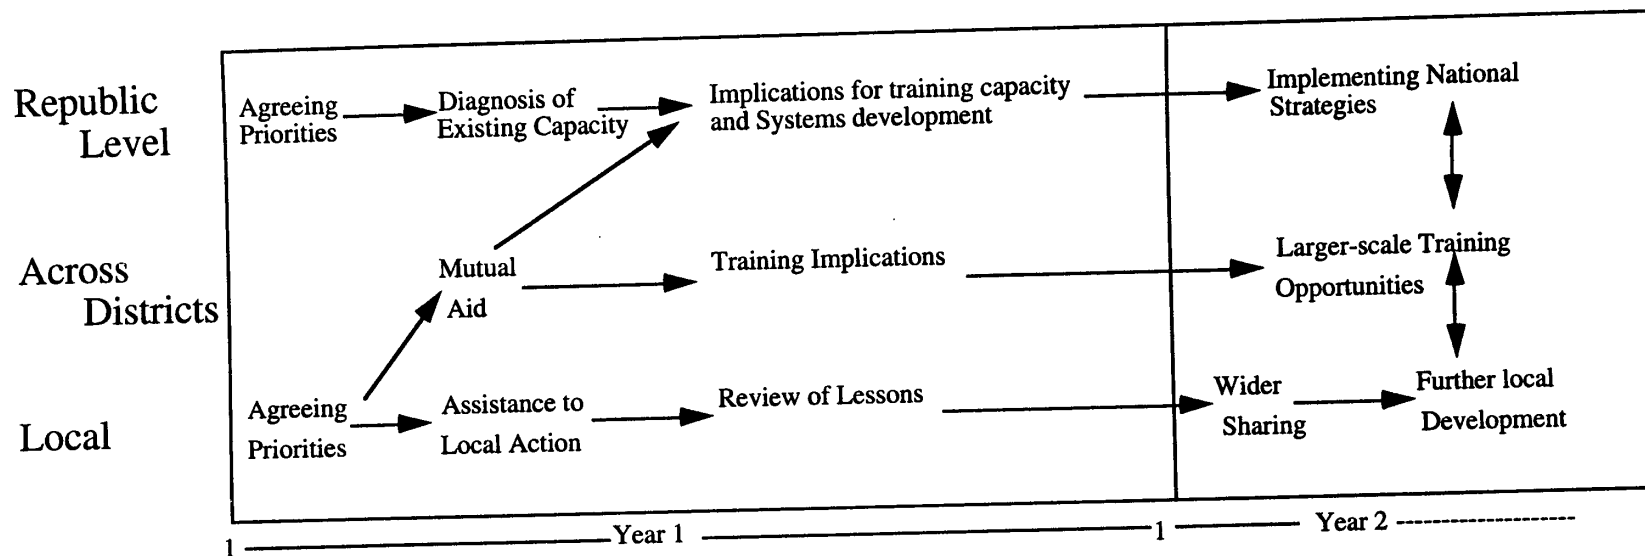 Republic
Level
Agreeing
Priorities
Diagnosis of
Existing Capacity
Implications for training capacity
and Systems development
Implementing National
Strategies
Across
Districts
Mutual
Aid
Training Implications
Larger-scale Training
Opportunities
Local
Agreeing
Priorities
Assistance to
Local Action
Review of Lessons
Wider
Sharing
Further local
Development
1 Year 1 1 Year 2